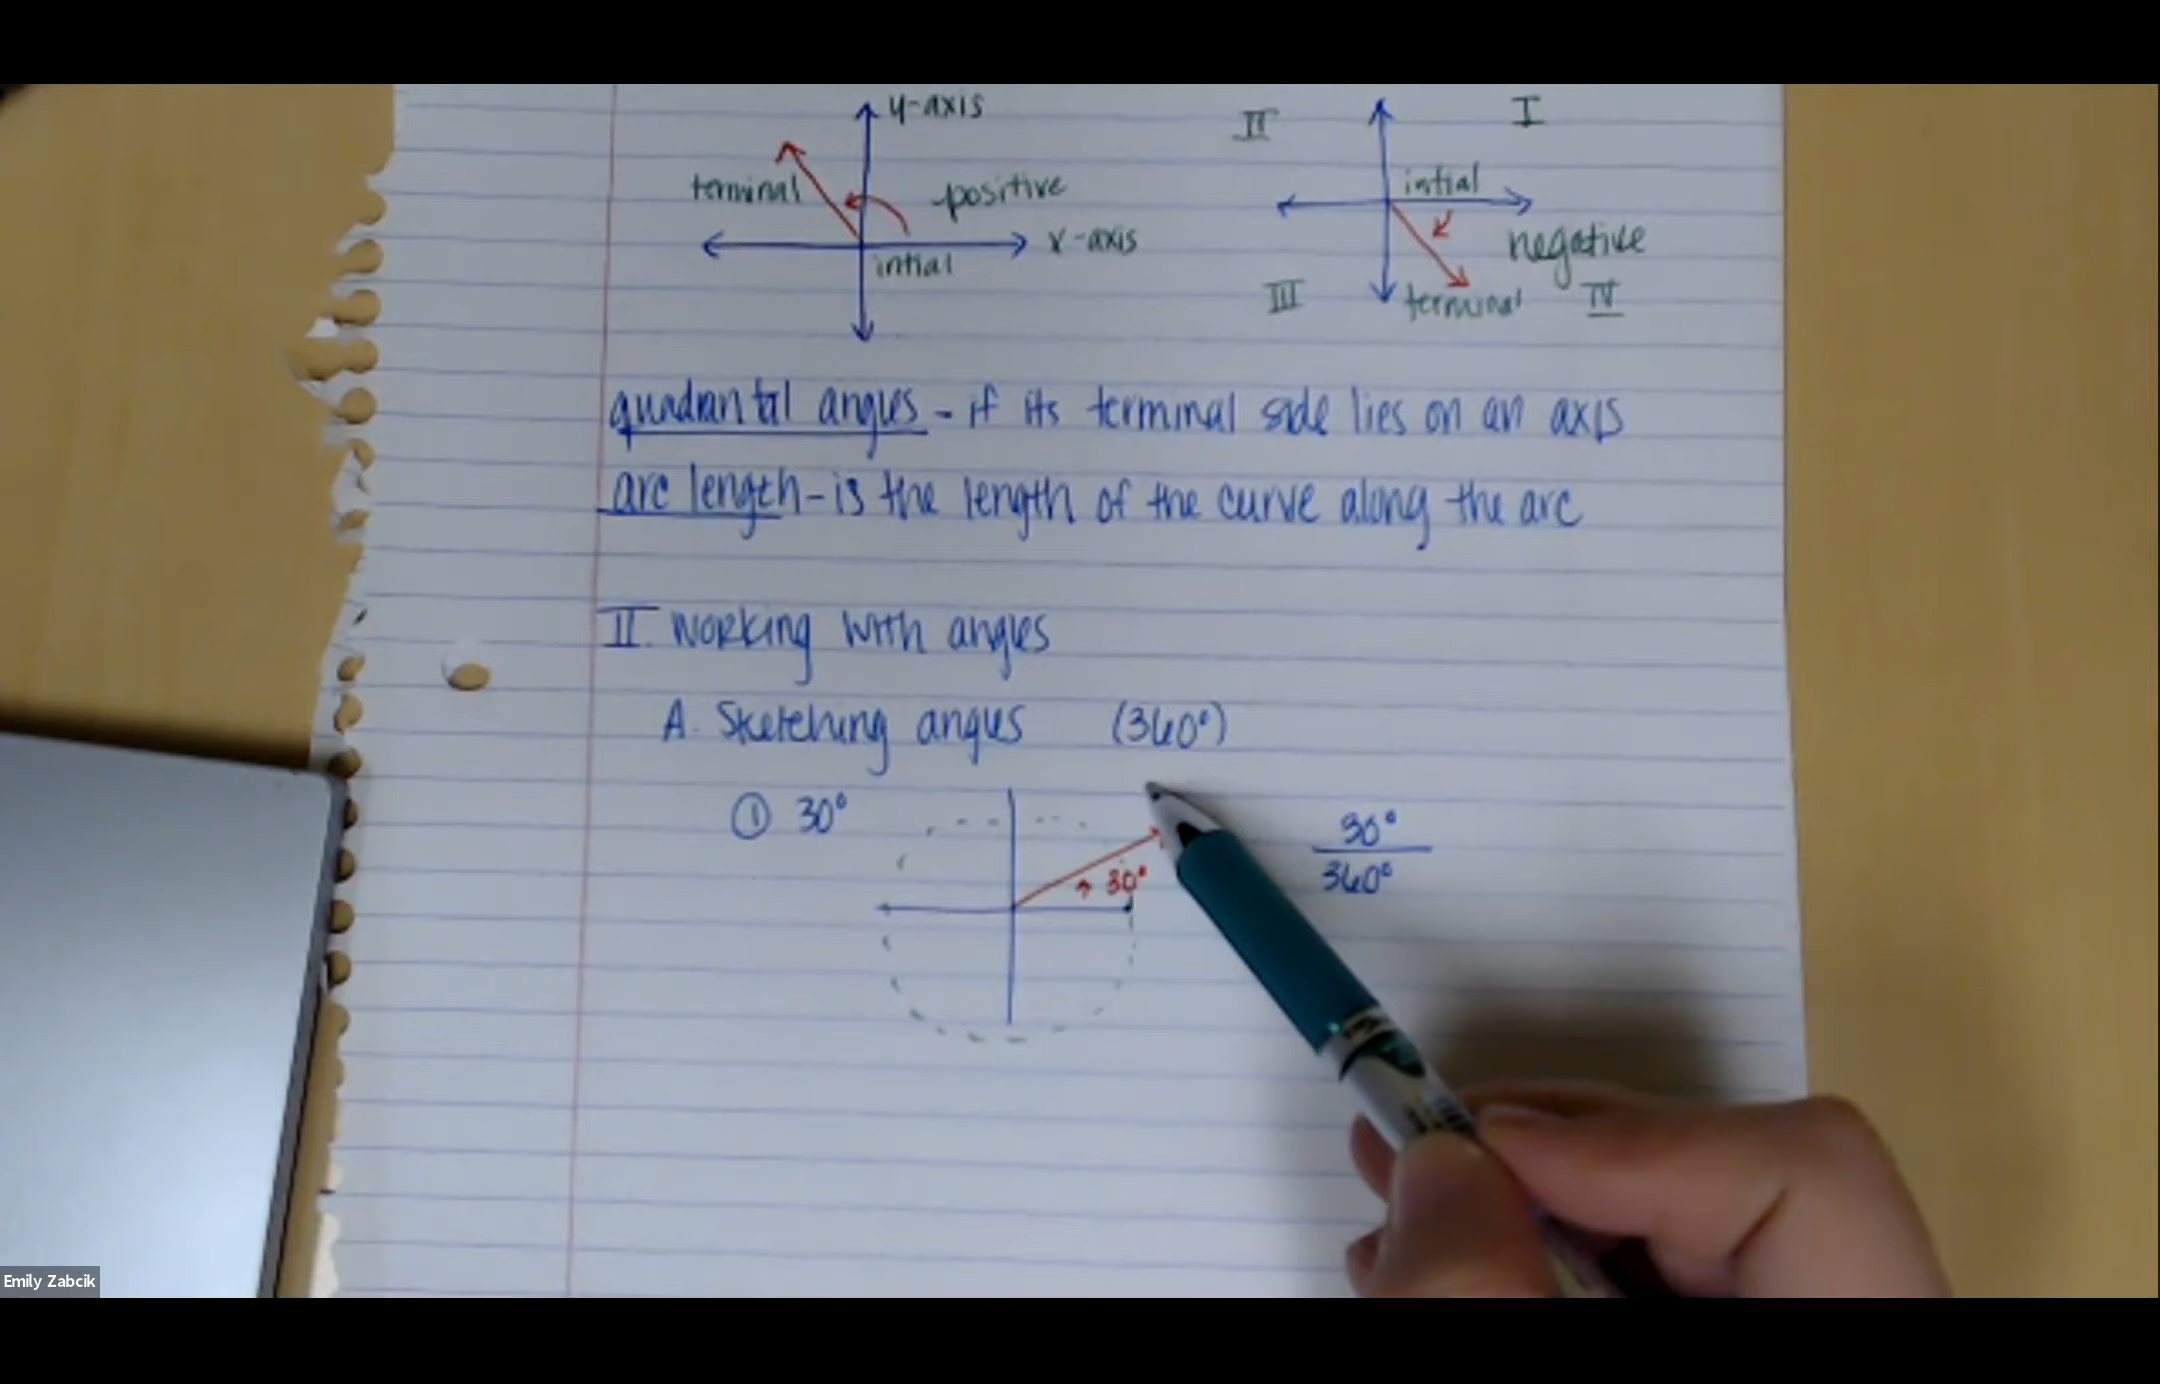 y-axis
terminal
positive
x-axis
intial
II
I
intial
negative
III
terminal
IV
quadrantal angles - if its terminal side lies on an axis
arc length - is the length of the curve along the arc
II. Working with angles
A. Sketching angles (360°)
① 30°
30°
30°
360°
Emily Zabcik